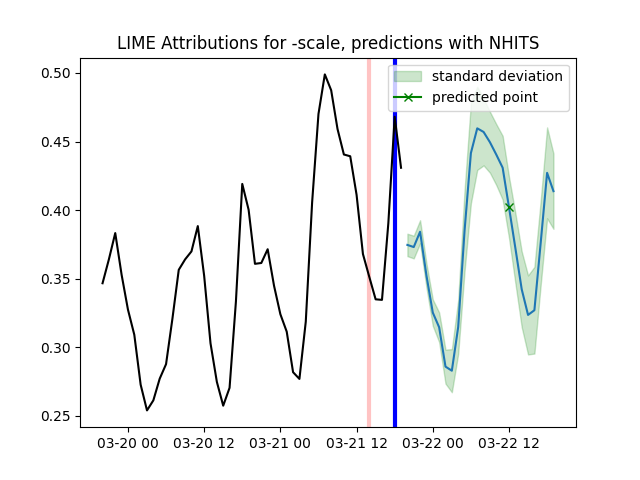 LIME Attributions for -scale, predictions with NHITS
standard deviation
predicted point
0.50
0.45
0.40
0.35
0.30
0.25
03-20 00 03-20 12 03-21 00 03-21 12 03-22 00 03-22 12